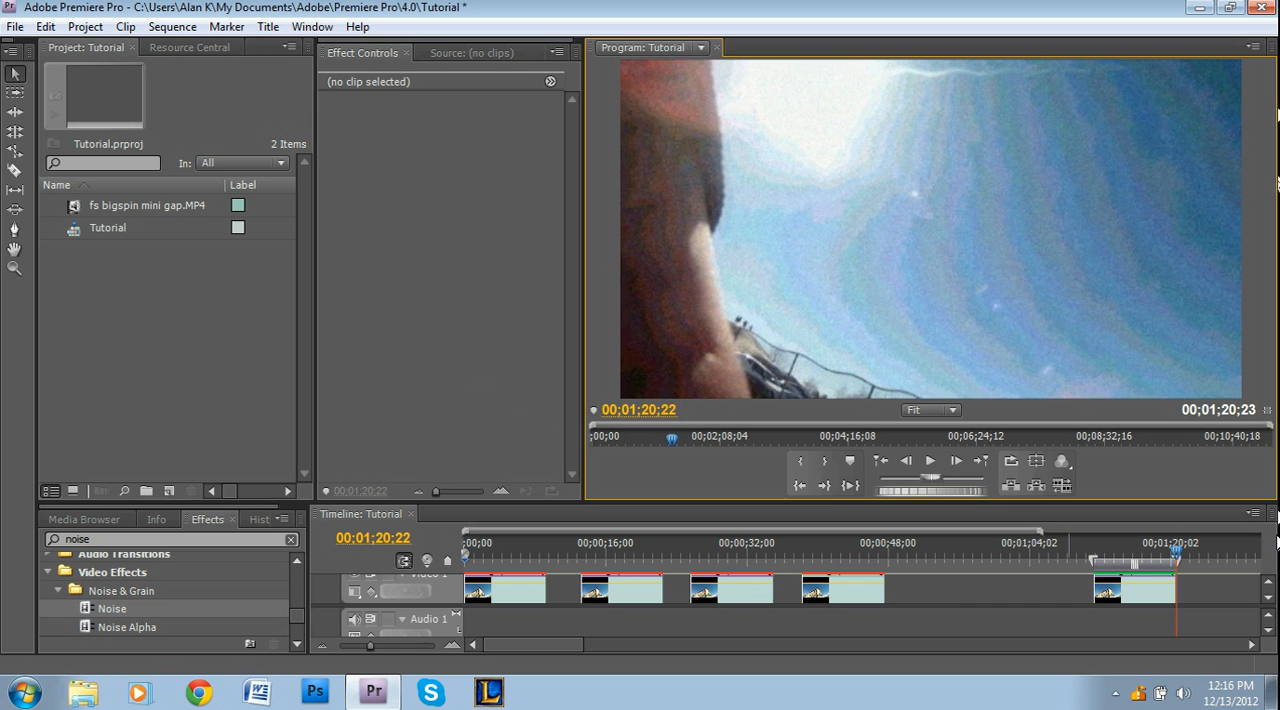 Adobe Premiere Pro - C:\Users\Alan K\My Documents\Adobe\Premiere Pro\4.0\Tutorial *
File Edit Project Clip Sequence Marker Title Window Help
Project: Tutorial Resource Central
Effect Controls Source: (no clips)
Program: Tutorial
(no clip selected)
Tutorial.prproj 2 Items
In: All
Name Label
fs bigspin mini gap.MP4
Tutorial
00;01;20;22 Fit 00;01;20;23
;00;00 00;02;08;04 00;04;16;08 00;06;24;12 00;08;32;16 00;10;40;18
00;01;20;22
Media Browser Info Effects Hist
noise
Audio Transitions
Video Effects
Noise & Grain
Noise
Noise Alpha
Timeline: Tutorial
00;01;20;22
;00;00 00;00;16;00 00;00;32;00 00;00;48;00 00;01;04;02 00;01;20;02
Video 1
Audio 1
Ps Pr
12:16 PM
12/13/2012